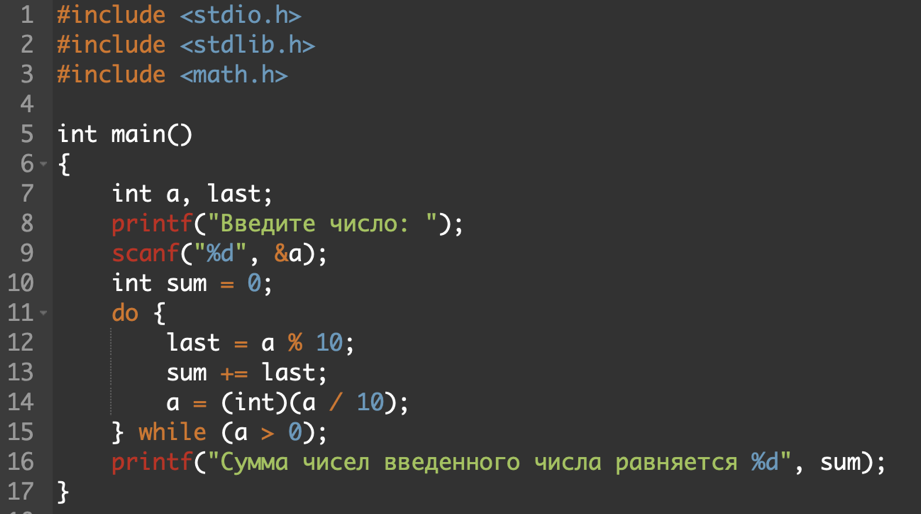 1 #include <stdio.h>
2 #include <stdlib.h>
3 #include <math.h>
4
5 int main()
6 {
7     int a, last;
8     printf("Введите число: ");
9     scanf("%d", &a);
10     int sum = 0;
11     do {
12         last = a % 10;
13         sum += last;
14         a = (int)(a / 10);
15     } while (a > 0);
16     printf("Сумма чисел введенного числа равняется %d", sum);
17 }